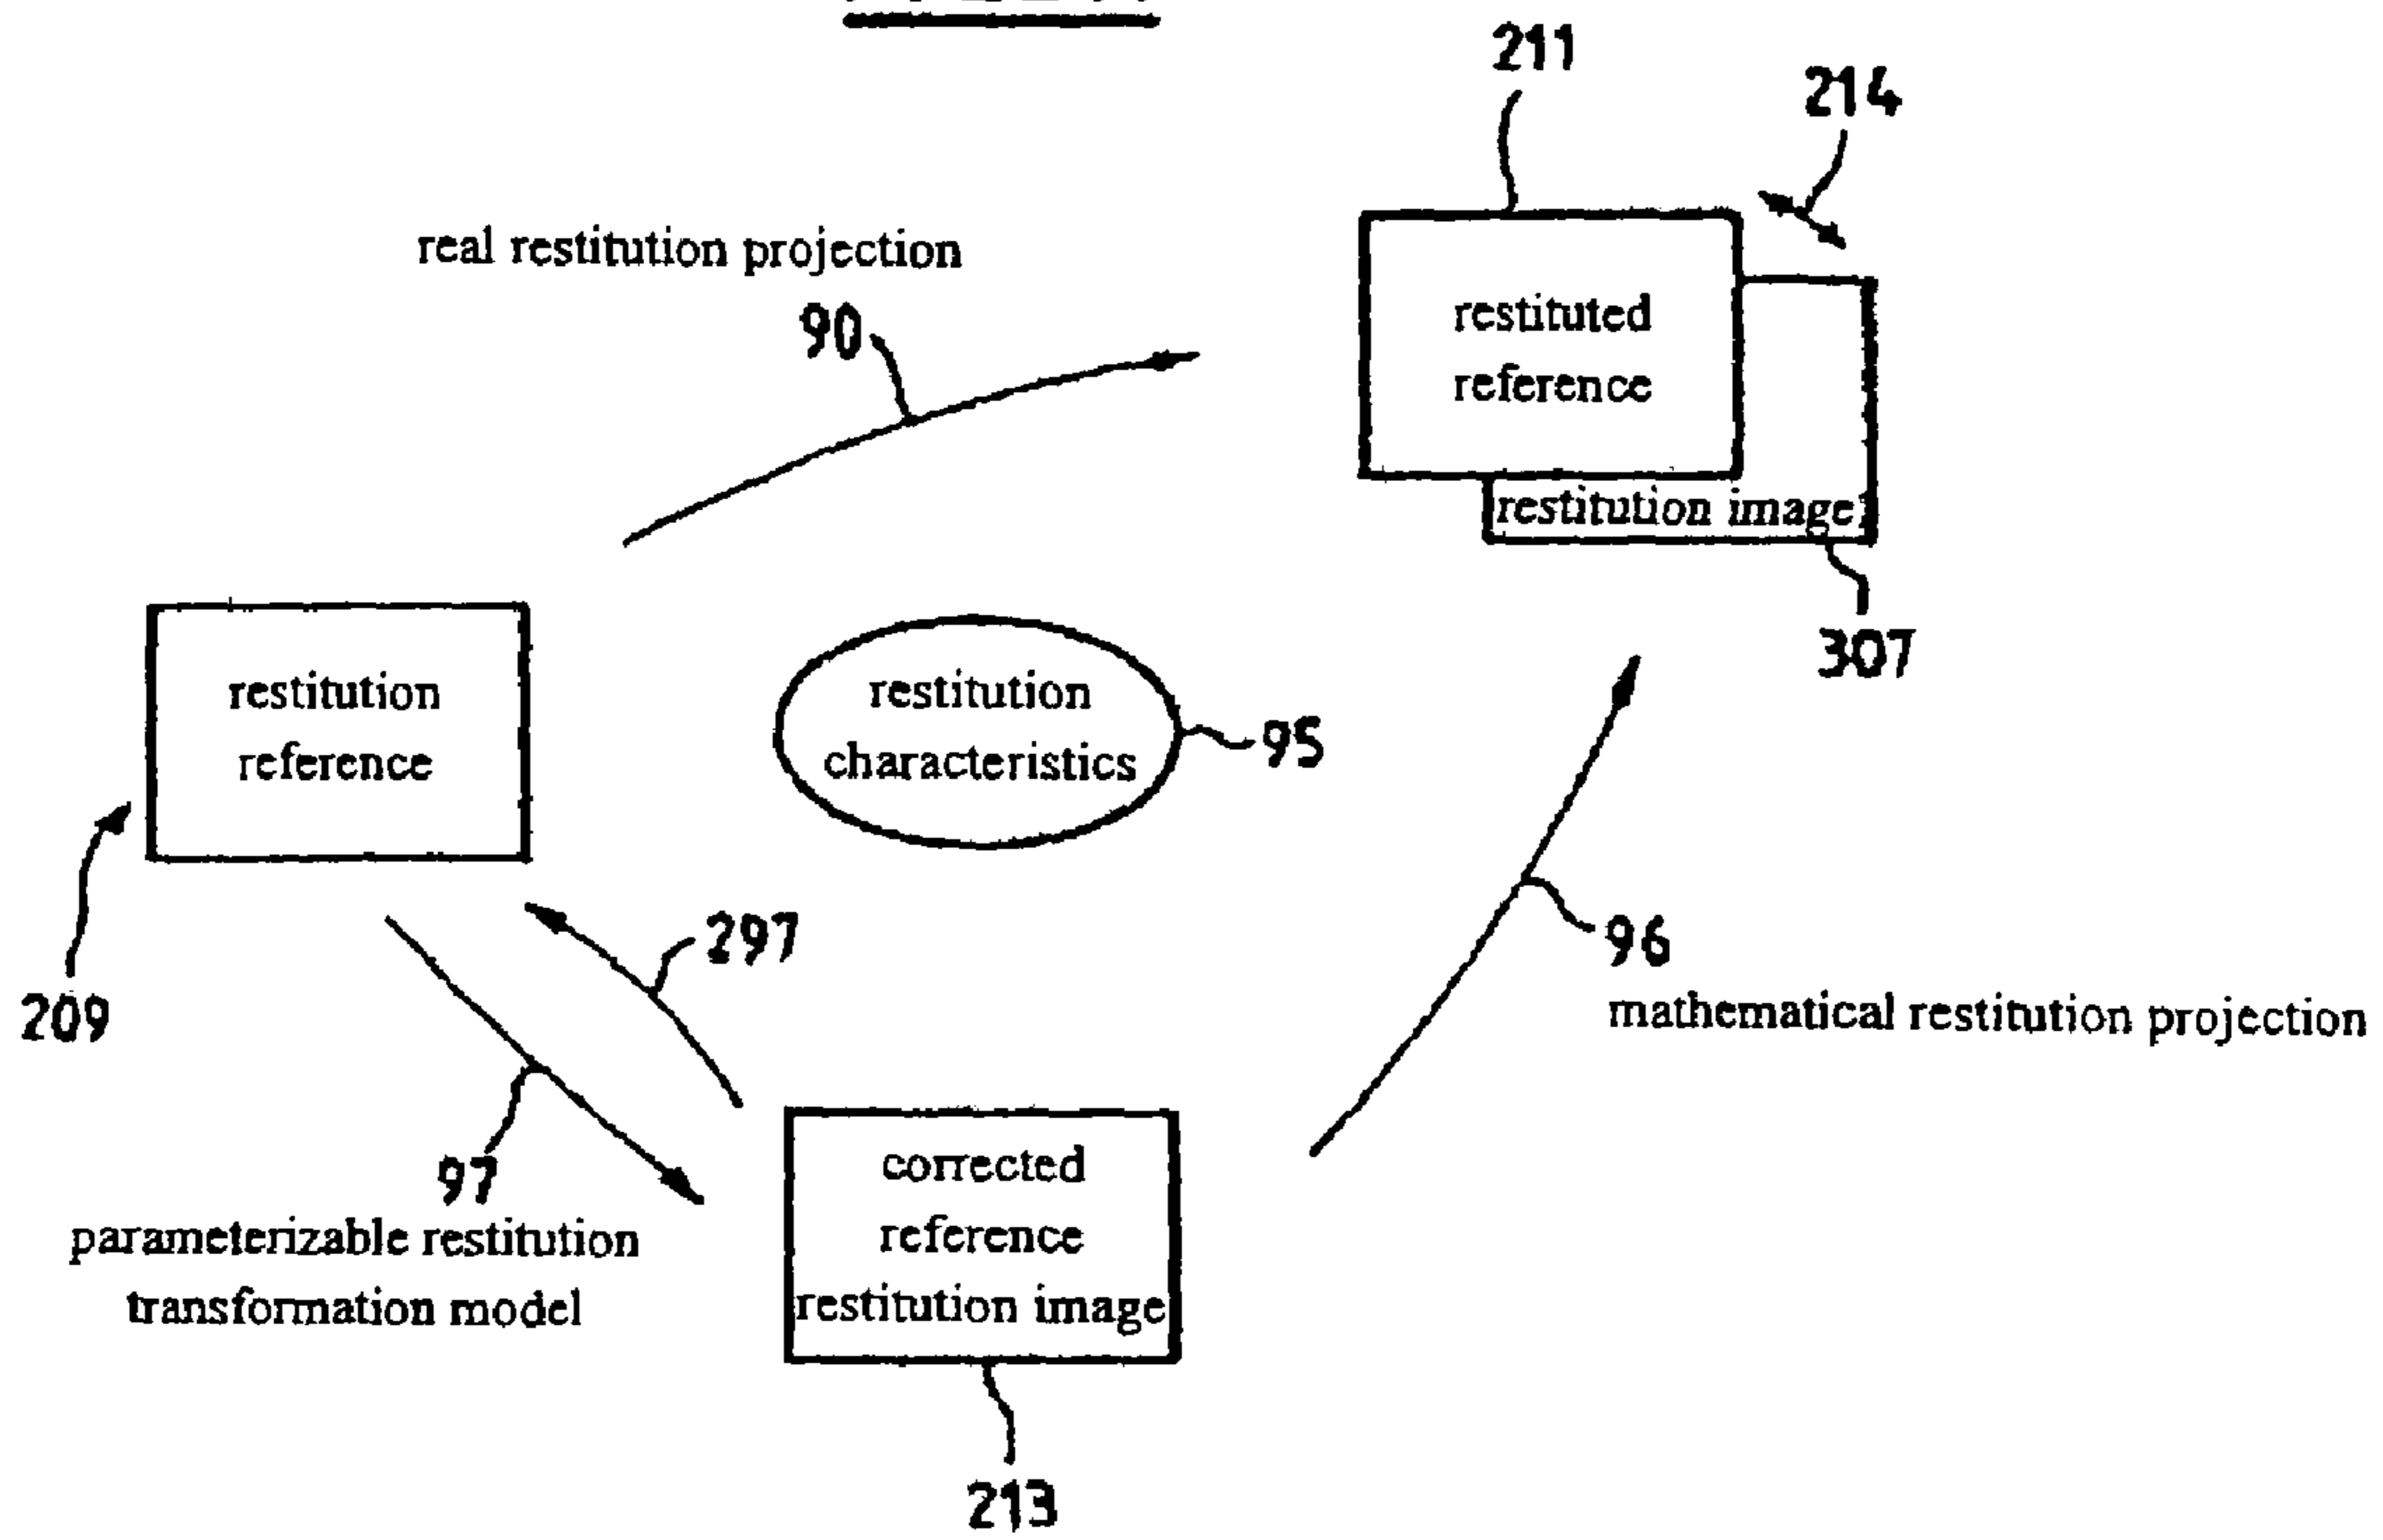 211
214
real restitution projection
90
restituted
reference
restitution image
307
restitution
reference
restitution
characteristics
95
209
297
96
mathematical restitution projection
97
parameterizable restitution
transformation model
corrected
reference
restitution image
213